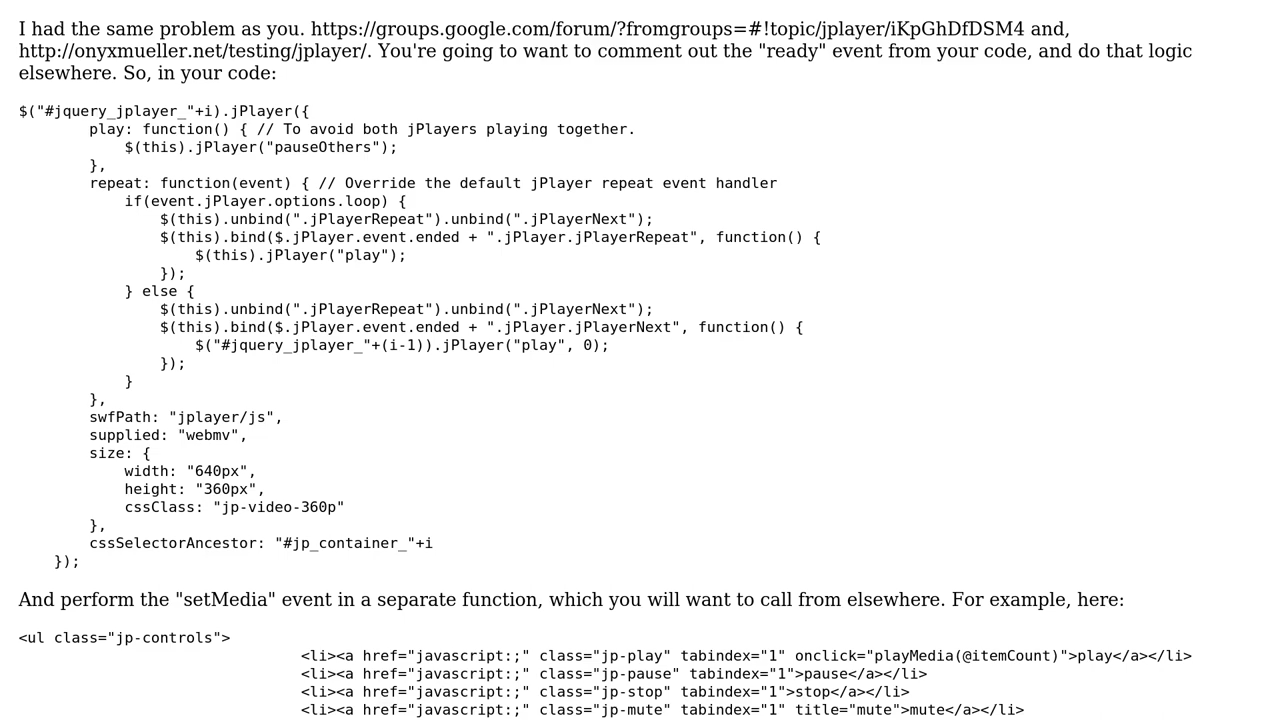 I had the same problem as you. https://groups.google.com/forum/?fromgroups=#!topic/jplayer/iKpGhDfDSM4 and,
http://onyxmueller.net/testing/jplayer/. You're going to want to comment out the "ready" event from your code, and do that logic
elsewhere. So, in your code:
$("#jquery_jplayer_"+i).jPlayer({
        play: function() { // To avoid both jPlayers playing together.
            $(this).jPlayer("pauseOthers");
        },
        repeat: function(event) { // Override the default jPlayer repeat event handler
            if(event.jPlayer.options.loop) {
                $(this).unbind(".jPlayerRepeat").unbind(".jPlayerNext");
                $(this).bind($.jPlayer.event.ended + ".jPlayer.jPlayerRepeat", function() {
                    $(this).jPlayer("play");
                });
            } else {
                $(this).unbind(".jPlayerRepeat").unbind(".jPlayerNext");
                $(this).bind($.jPlayer.event.ended + ".jPlayer.jPlayerNext", function() {
                    $("#jquery_jplayer_"+(i-1)).jPlayer("play", 0);
                });
            }
        },
        swfPath: "jplayer/js",
        supplied: "webmv",
        size: {
            width: "640px",
            height: "360px",
            cssClass: "jp-video-360p"
        },
        cssSelectorAncestor: "#jp_container_"+i
    });
And perform the "setMedia" event in a separate function, which you will want to call from elsewhere. For example, here:
<ul class="jp-controls">
                                <li><a href="javascript:;" class="jp-play" tabindex="1" onclick="playMedia(@itemCount)">play</a></li>
                                <li><a href="javascript:;" class="jp-pause" tabindex="1">pause</a></li>
                                <li><a href="javascript:;" class="jp-stop" tabindex="1">stop</a></li>
                                <li><a href="javascript:;" class="jp-mute" tabindex="1" title="mute">mute</a></li>